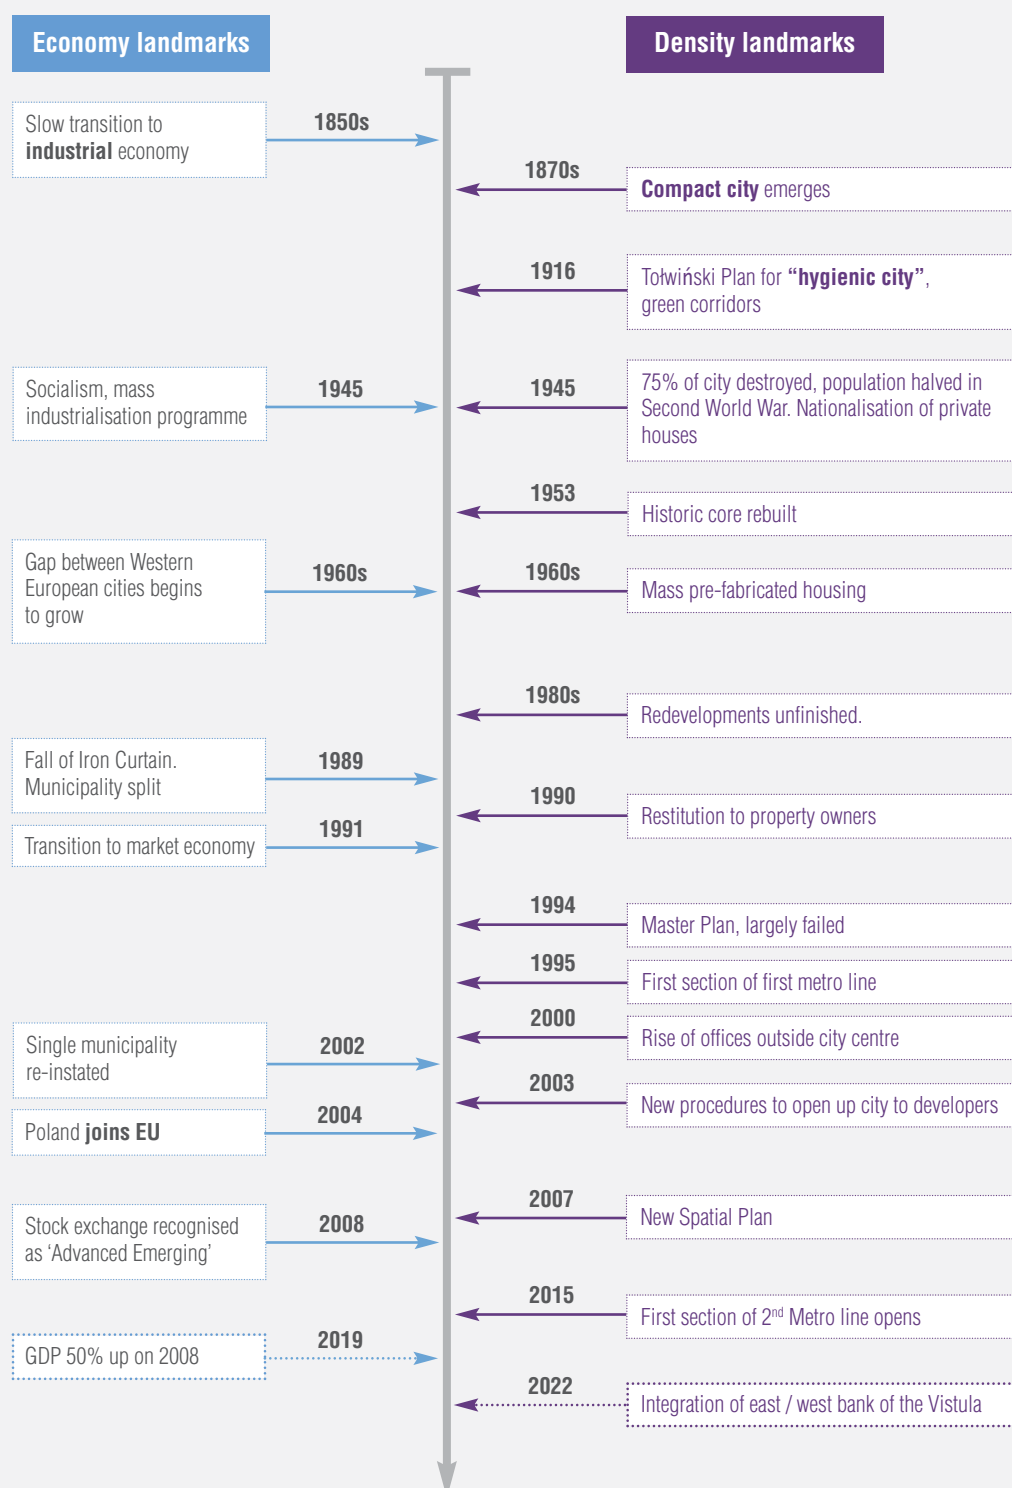 Economy landmarks
Density landmarks
Slow transition to
industrial economy
1850s
1870s
Compact city emerges
1916
Tołwiński Plan for “hygienic city”,
green corridors
Socialism, mass
industrialisation programme
1945
1945
75% of city destroyed, population halved in
Second World War. Nationalisation of private
houses
1953
Historic core rebuilt
Gap between Western
European cities begins
to grow
1960s
1960s
Mass pre-fabricated housing
1980s
Redevelopments unfinished.
Fall of Iron Curtain.
Municipality split
1989
1990
Restitution to property owners
Transition to market economy
1991
1994
Master Plan, largely failed
1995
First section of first metro line
2000
Rise of offices outside city centre
Single municipality
re-instated
2002
2003
New procedures to open up city to developers
Poland joins EU
2004
2007
New Spatial Plan
Stock exchange recognised
as ‘Advanced Emerging’
2008
2015
First section of 2nd Metro line opens
GDP 50% up on 2008
2019
2022
Integration of east / west bank of the Vistula